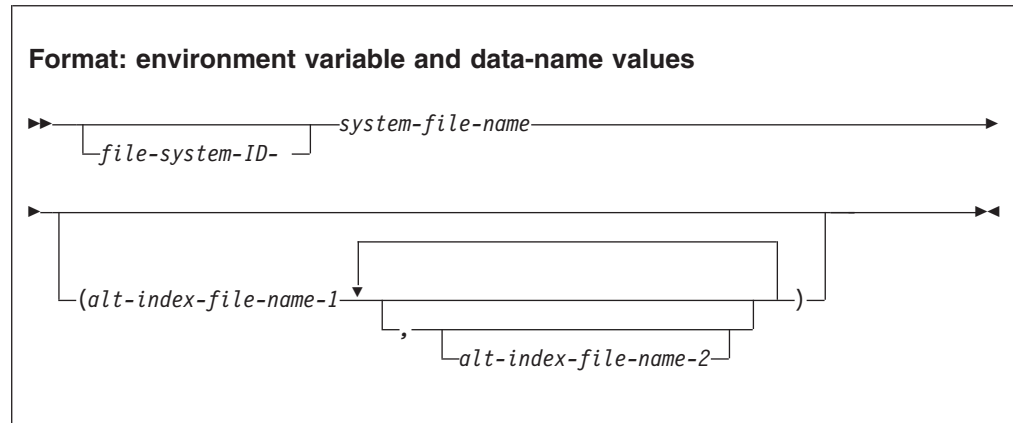 Format: environment variable and data-name values
system-file-name
file-system-ID-
(alt-index-file-name-1 )
,
alt-index-file-name-2